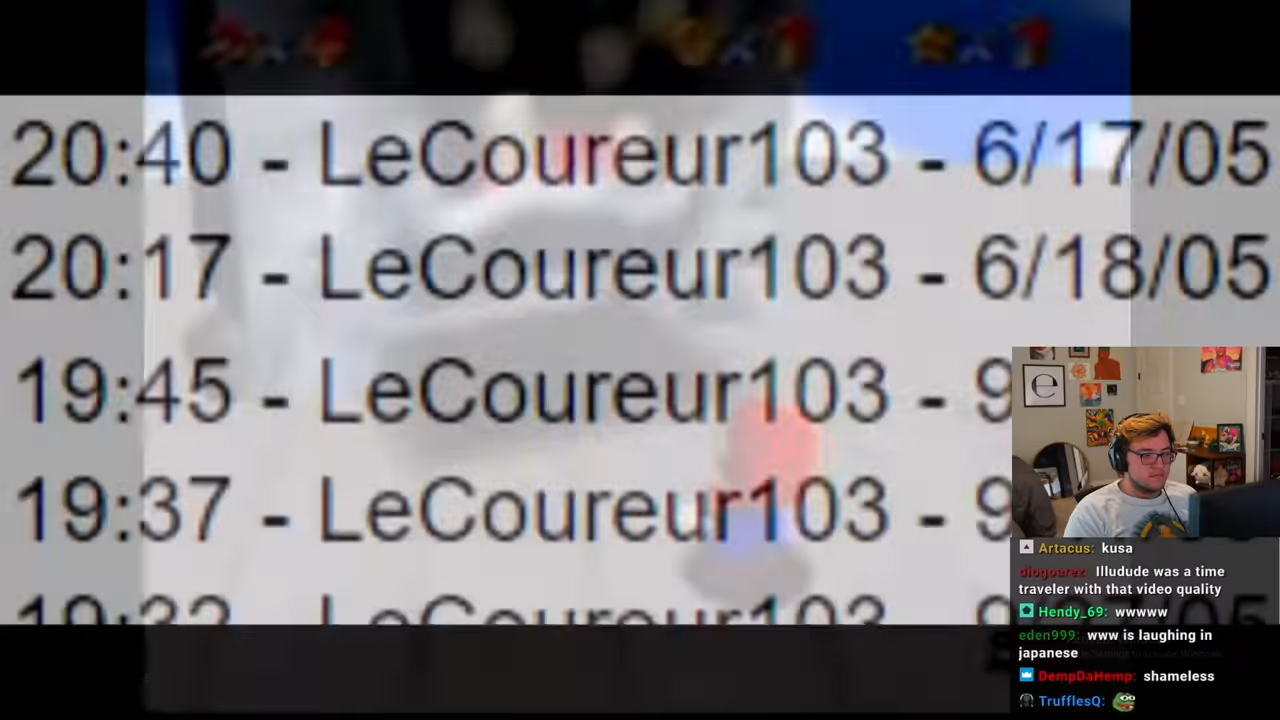 20:40 - LeCoureur103 - 6/17/05
20:17 - LeCoureur103 - 6/18/05
19:45 - LeCoureur103 - 9
19:37 - LeCoureur103 - 9
LeCoureur103
e
Artacus: kusa
diogoarez: Illudude was a time
traveler with that video quality
Hendy_69: wwwww
eden999: www is laughing in
japanese
DempDaHemp: shameless
TrufflesQ: